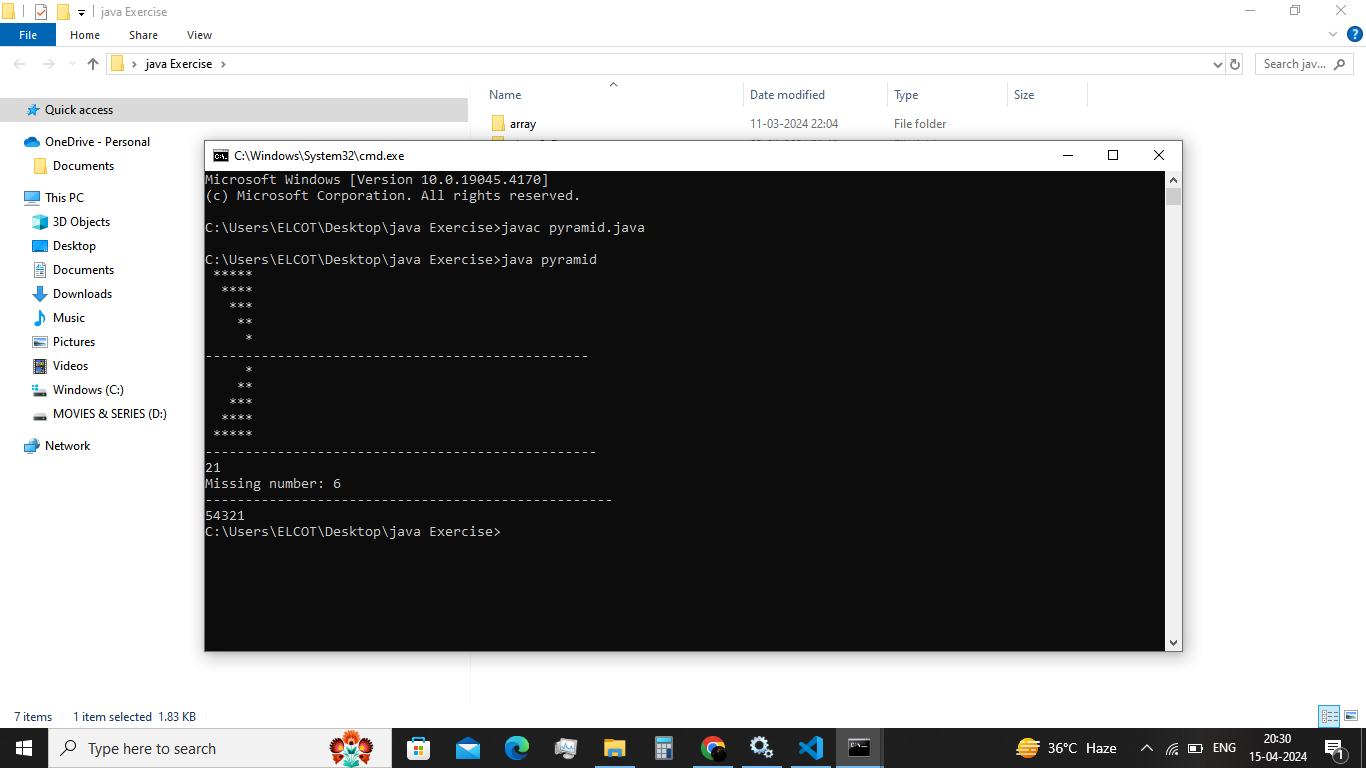 java Exercise
File Home Share View
java Exercise
Search jav...
Name Date modified Type Size
Quick access
array 11-03-2024 22:04 File folder
OneDrive - Personal
Documents
This PC
3D Objects
Desktop
Documents
Downloads
Music
Pictures
Videos
Windows (C:)
MOVIES & SERIES (D:)
Network
C:\Windows\System32\cmd.exe
Microsoft Windows [Version 10.0.19045.4170]
(c) Microsoft Corporation. All rights reserved.
C:\Users\ELCOT\Desktop\java Exercise>javac pyramid.java
C:\Users\ELCOT\Desktop\java Exercise>java pyramid
 *****
  ****
   ***
    **
     *
------------------------------------------------
     *
    **
   ***
  ****
 *****
-------------------------------------------------
21
Missing number: 6
---------------------------------------------------
54321
C:\Users\ELCOT\Desktop\java Exercise>
7 items 1 item selected 1.83 KB
Type here to search
36°C Haze
ENG
20:30
15-04-2024
1